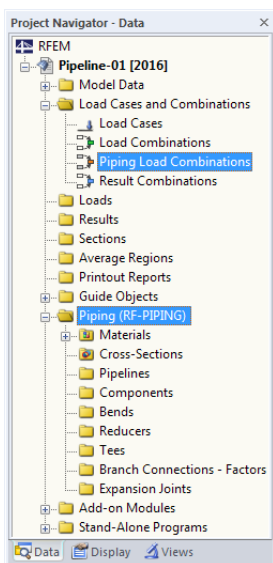 Project Navigator - Data
RFEM
Pipeline-01 [2016]
Model Data
Load Cases and Combinations
Load Cases
Load Combinations
Piping Load Combinations
Result Combinations
Loads
Results
Sections
Average Regions
Printout Reports
Guide Objects
Piping (RF-PIPING)
Materials
Cross-Sections
Pipelines
Components
Bends
Reducers
Tees
Branch Connections - Factors
Expansion Joints
Add-on Modules
Stand-Alone Programs
Data Display Views